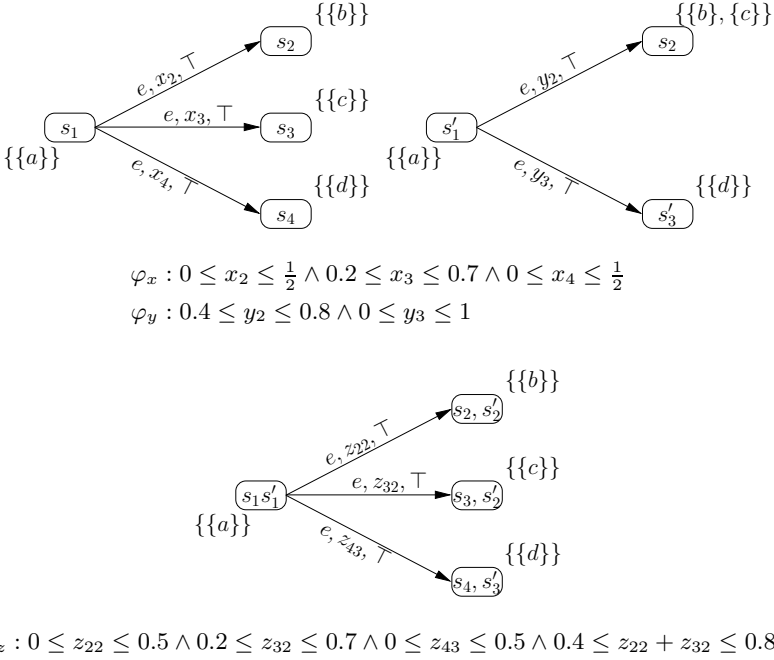 {{b}}
{{b}, {c}}
s₂
s₂
e, x₂, ⊤
e, y₂, ⊤
{{c}}
e, x₃, ⊤
s₁
s₃
s′₁
{{a}}
{{a}}
e, x₄, ⊤
e, y₃, ⊤
{{d}}
{{d}}
s₄
s′₃
φₓ : 0 ≤ x₂ ≤ 1/2 ∧ 0.2 ≤ x₃ ≤ 0.7 ∧ 0 ≤ x₄ ≤ 1/2
φ_y : 0.4 ≤ y₂ ≤ 0.8 ∧ 0 ≤ y₃ ≤ 1
{{b}}
s₂, s′₂
e, z₂₂, ⊤
{{c}}
e, z₃₂, ⊤
s₁s′₁
s₃, s′₂
{{a}}
e, z₄₃, ⊤
{{d}}
s₄, s′₃
z : 0 ≤ z₂₂ ≤ 0.5 ∧ 0.2 ≤ z₃₂ ≤ 0.7 ∧ 0 ≤ z₄₃ ≤ 0.5 ∧ 0.4 ≤ z₂₂ + z₃₂ ≤ 0.8